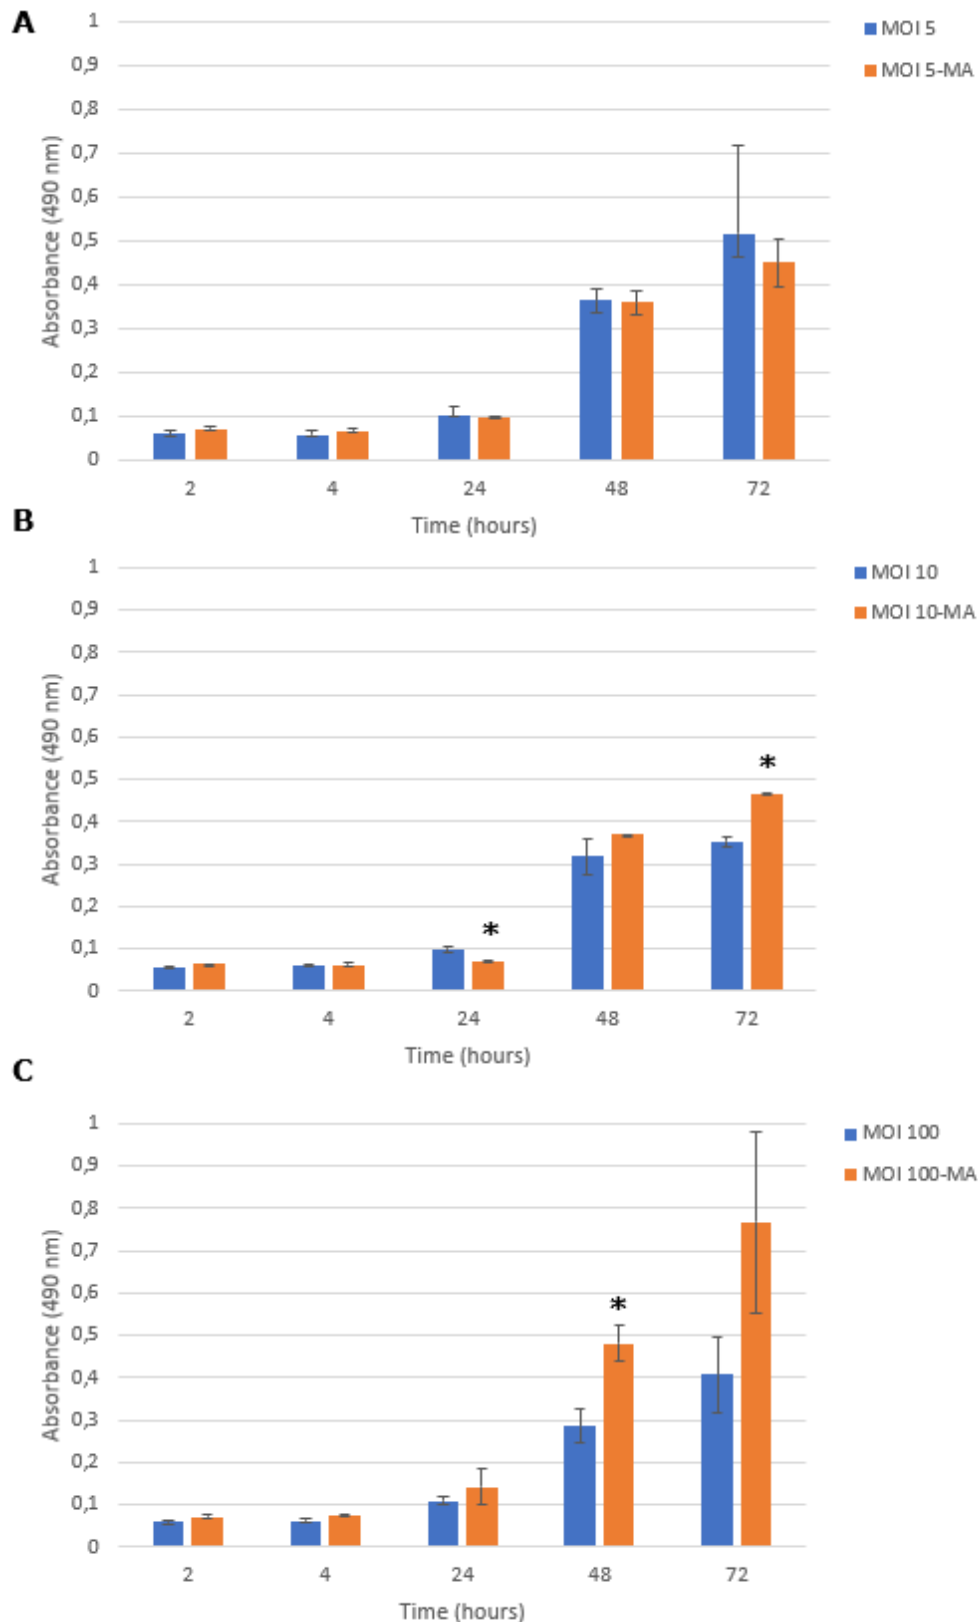 A
MOI 5
MOI 5-MA
1
0,9
0,8
0,7
0,6
0,5
0,4
0,3
0,2
0,1
0
Absorbance (490 nm)
2 4 24 48 72
Time (hours)
B
MOI 10
MOI 10-MA
1
0,9
0,8
0,7
0,6
0,5
0,4
0,3
0,2
0,1
0
Absorbance (490 nm)
*
*
2 4 24 48 72
Time (hours)
C
MOI 100
MOI 100-MA
1
0,9
0,8
0,7
0,6
0,5
0,4
0,3
0,2
0,1
0
Absorbance (490 nm)
*
2 4 24 48 72
Time (hours)